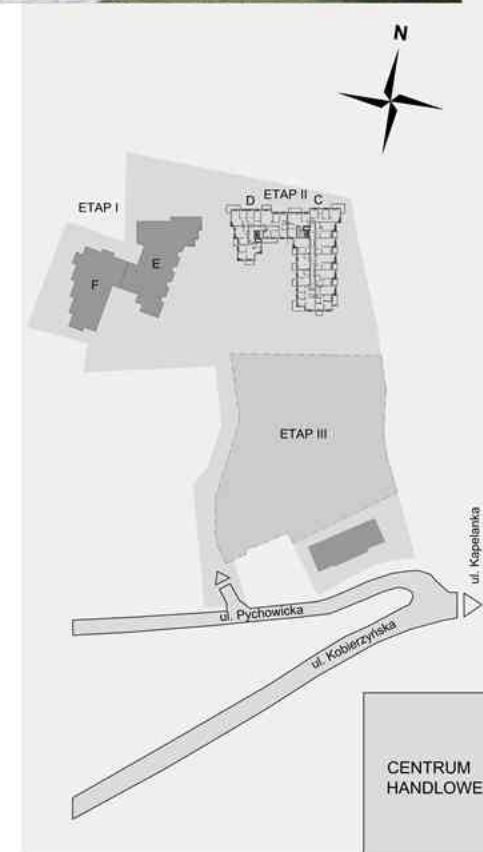 N
ETAP II
D
C
ETAP I
E
F
ETAP III
ul. Kapelanka
ul. Pychowicka
ul. Kobierzyńska
CENTRUM
HANDLOWE